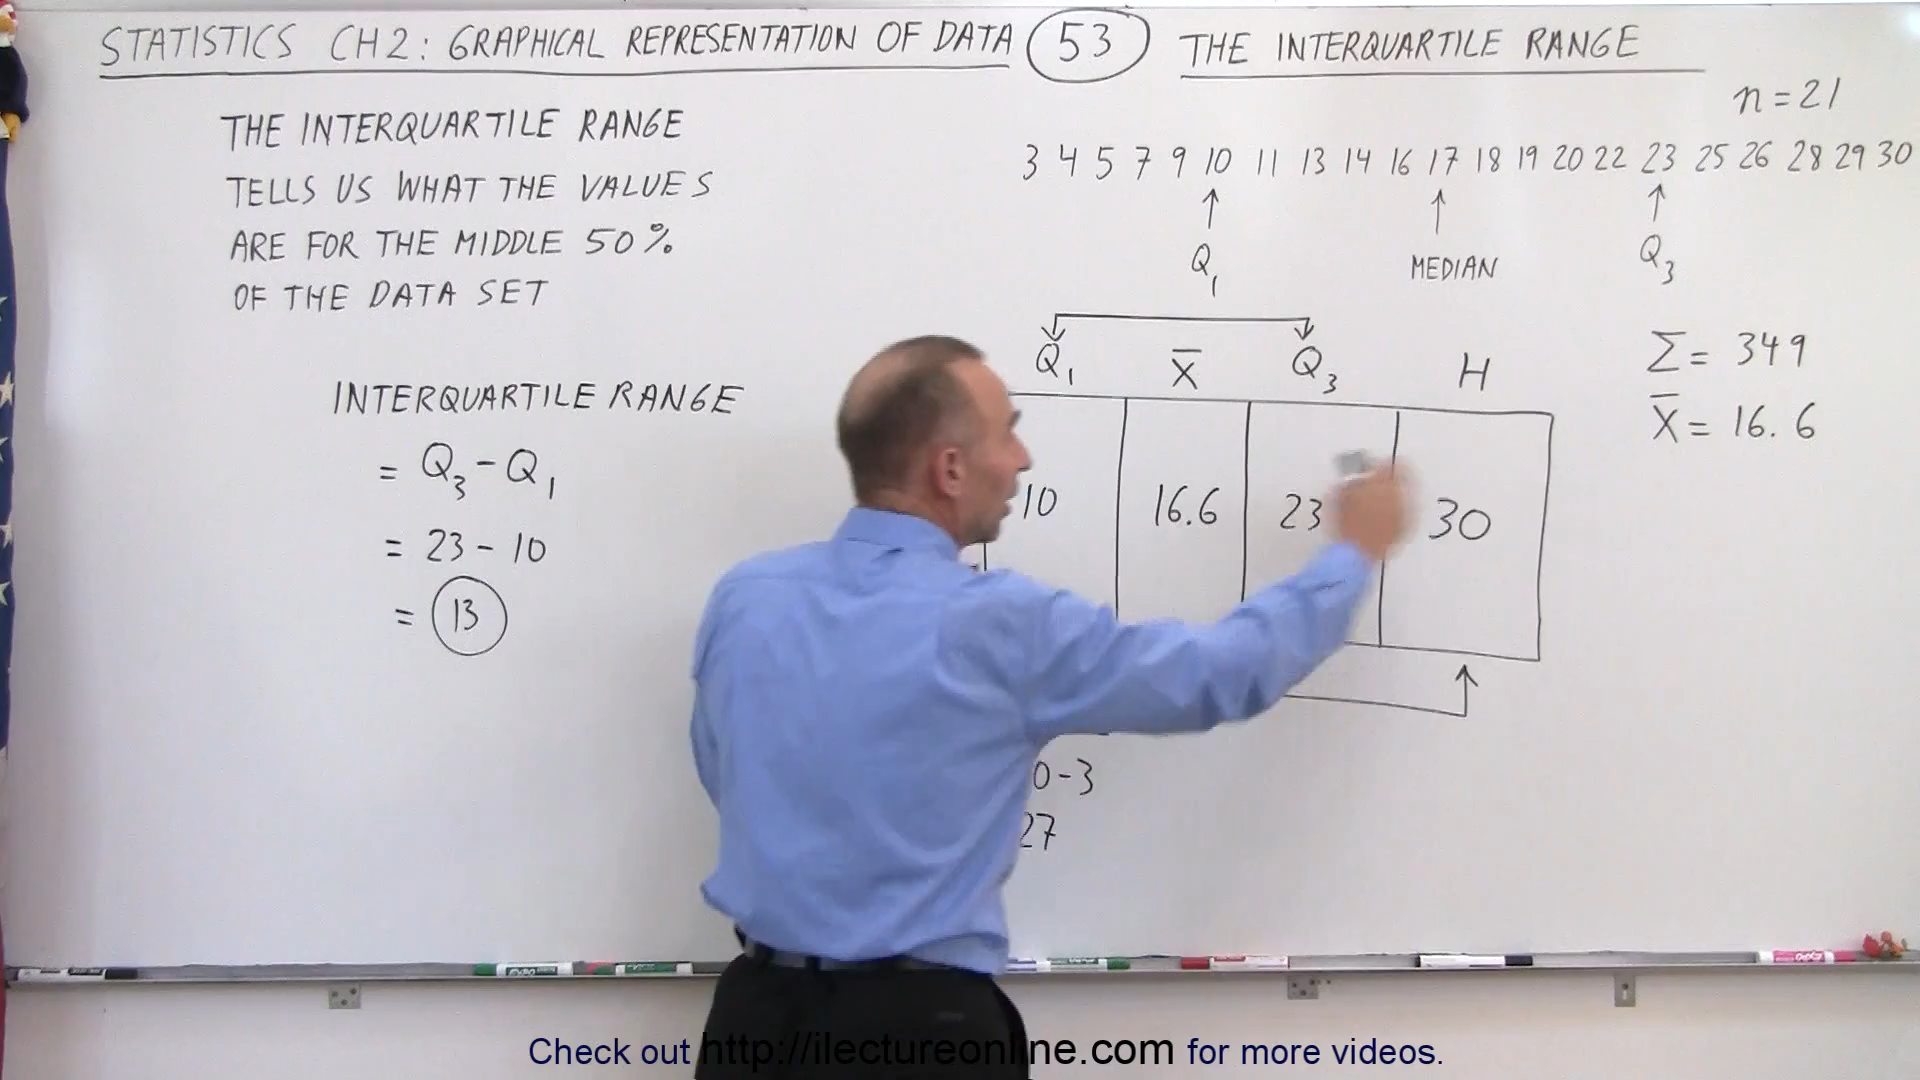 STATISTICS CH2: GRAPHICAL REPRESENTATION OF DATA 53 THE INTERQUARTILE RANGE
n=21
THE INTERQUARTILE RANGE
TELLS US WHAT THE VALUES
ARE FOR THE MIDDLE 50%
OF THE DATA SET
INTERQUARTILE RANGE
= Q3 - Q1
= 23 - 10
= 13
3 4 5 7 9 10 11 13 14 16 17 18 19 20 22 23 25 26 28 29 30
Q1 MEDIAN Q3
Q1 X̅ Q3 H
10 16.6 23 30
0-3
27
Σ = 349
X̅ = 16.6
Check out http://ilectureonline.com for more videos.